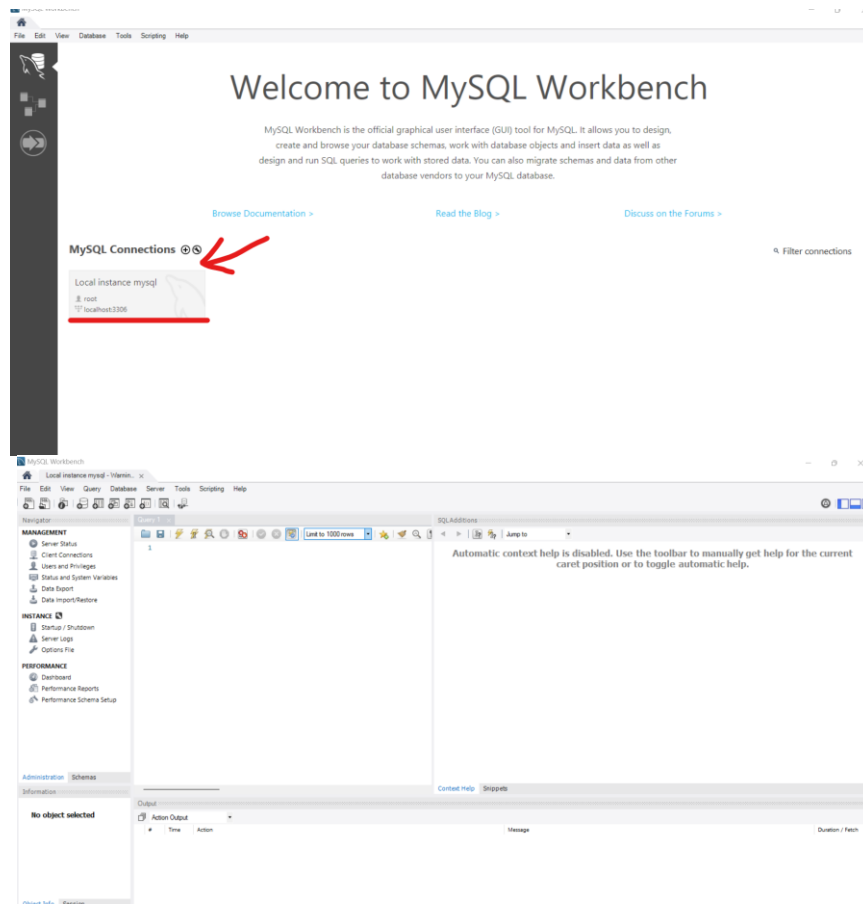 MySQL Workbench
File Edit View Database Tools Scripting Help
Welcome to MySQL Workbench
MySQL Workbench is the official graphical user interface (GUI) tool for MySQL. It allows you to design,
create and browse your database schemas, work with database objects and insert data as well as
design and run SQL queries to work with stored data. You can also migrate schemas and data from other
database vendors to your MySQL database.
Browse Documentation > Read the Blog > Discuss on the Forums >
MySQL Connections
Filter connections
Local instance mysql
root
localhost:3306
MySQL Workbench
Local instance mysql - Warnin...
File Edit View Query Database Server Tools Scripting Help
Navigator
MANAGEMENT
Server Status
Client Connections
Users and Privileges
Status and System Variables
Data Export
Data Import/Restore
INSTANCE
Startup / Shutdown
Server Logs
Options File
PERFORMANCE
Dashboard
Performance Reports
Performance Schema Setup
Administration Schemas
Information
No object selected
Object Info Session
Query 1
Limit to 1000 rows
1
SQLAdditions
Jump to
Automatic context help is disabled. Use the toolbar to manually get help for the current
caret position or to toggle automatic help.
Context Help Snippets
Output
Action Output
# Time Action Message Duration / Fetch